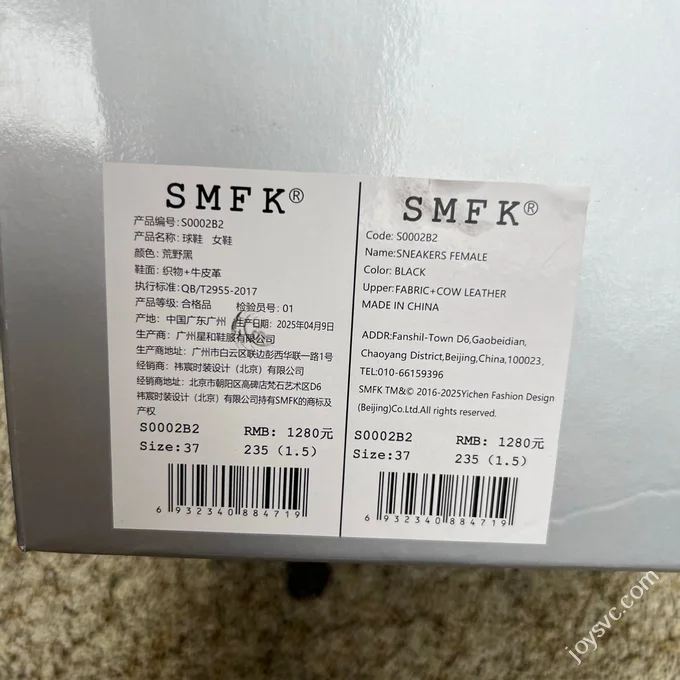 SMFK®
产品编号: S0002B2
产品名称: 球鞋 女鞋
颜色: 荒野黑
鞋面: 织物+牛皮革
执行标准: QB/T2955-2017
产品等级: 合格品 检验员号: 01
产地: 中国广东广州 生产日期: 2025年04月9日
生产商: 广州星和鞋服有限公司
生产商地址: 广州市白云区联边彭西华联一路1号
经销商: 祎宸时装设计（北京）有限公司
经销商地址: 北京市朝阳区高碑店梵石艺术区D6
祎宸时装设计（北京）有限公司持有SMFK的商标及
产权
S0002B2 RMB: 1280元
Size: 37 235 (1.5)
6 932340 884719
SMFK®
Code: S0002B2
Name:SNEAKERS FEMALE
Color: BLACK
Upper:FABRIC+COW LEATHER
MADE IN CHINA
ADDR:Fanshil-Town D6,Gaobeidian,
Chaoyang District,Beijing,China,100023,
TEL:010-66159396
SMFK TM&© 2016-2025Yichen Fashion Design
(Beijing)Co.Ltd.All rights reserved.
S0002B2 RMB: 1280元
Size: 37 235 (1.5)
6 932340 884719
joysvc.com